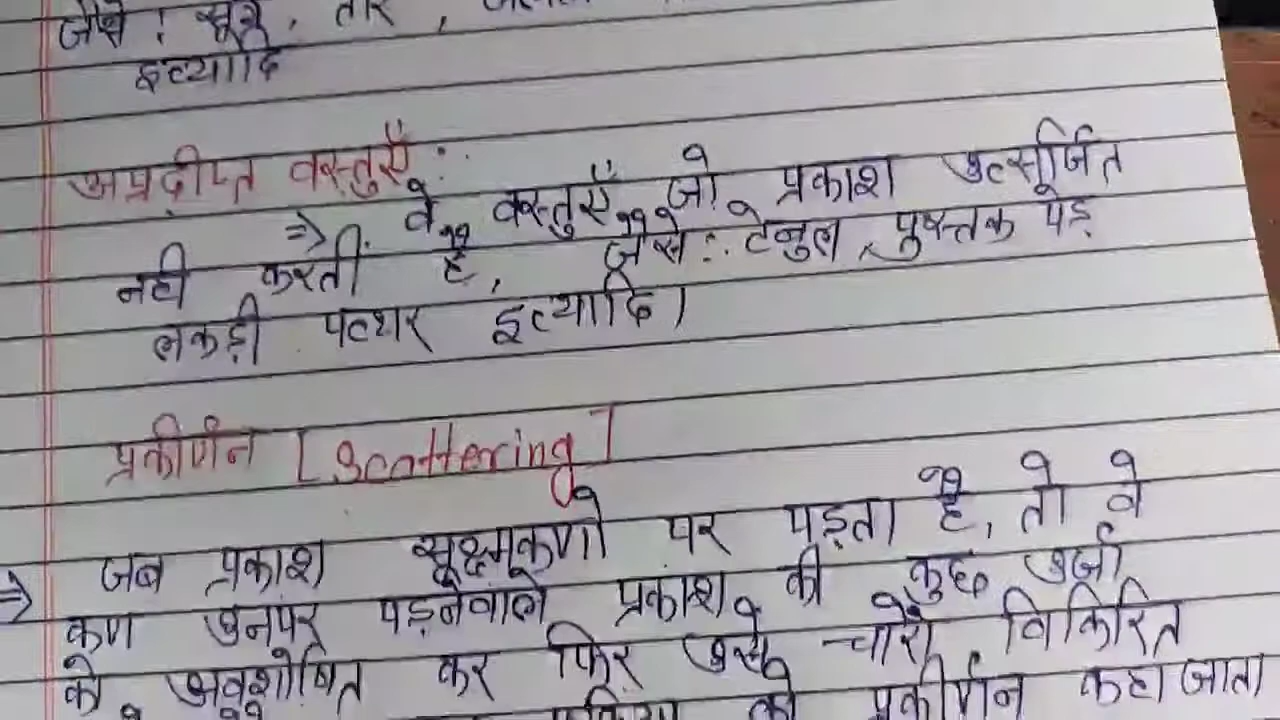 जैसे : सूर्य, तारे,
इत्यादि
अप्रदीप्त वस्तुएँ :
⇒ वे वस्तुएँ जो प्रकाश उत्सर्जित
नही करती है, जैसे : टेबुल, पुस्तक पेड़
लकड़ी पत्थर इत्यादि।
प्रकीर्णन [Scattering]
⇒ जब प्रकाश सूक्ष्मकणो पर पड़ता है, तो वे
कण उनपर पड़नेवाले प्रकाश की कुछ उर्जा
को अवशोषित कर फिर उसे चारो विकिरित
को प्रकीर्णन कहा जाता